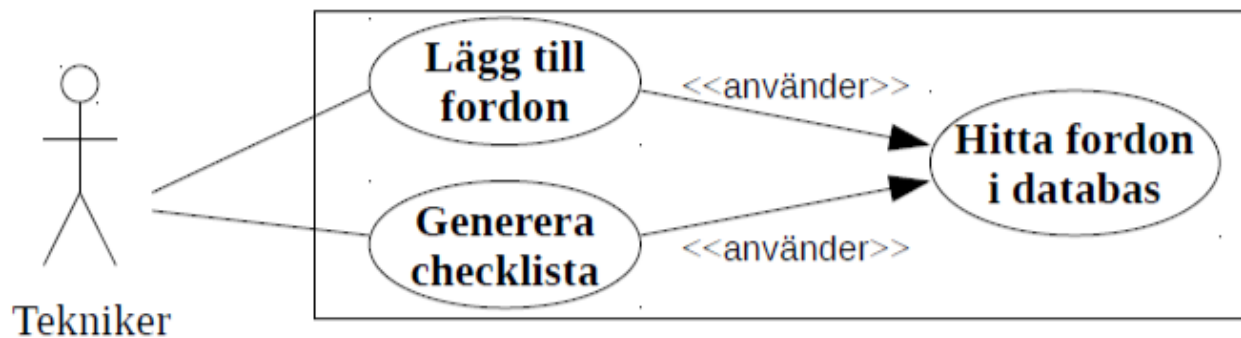 Lägg till
fordon
<<använder>>
Hitta fordon
i databas
Generera
checklista
<<använder>>
Tekniker